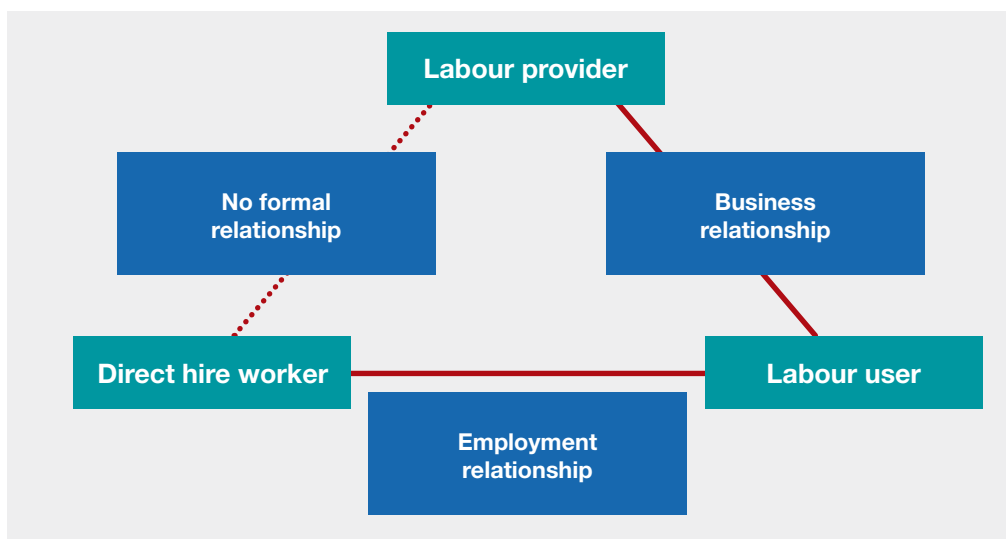 Labour provider
No formal
relationship
Business
relationship
Direct hire worker
Labour user
Employment
relationship